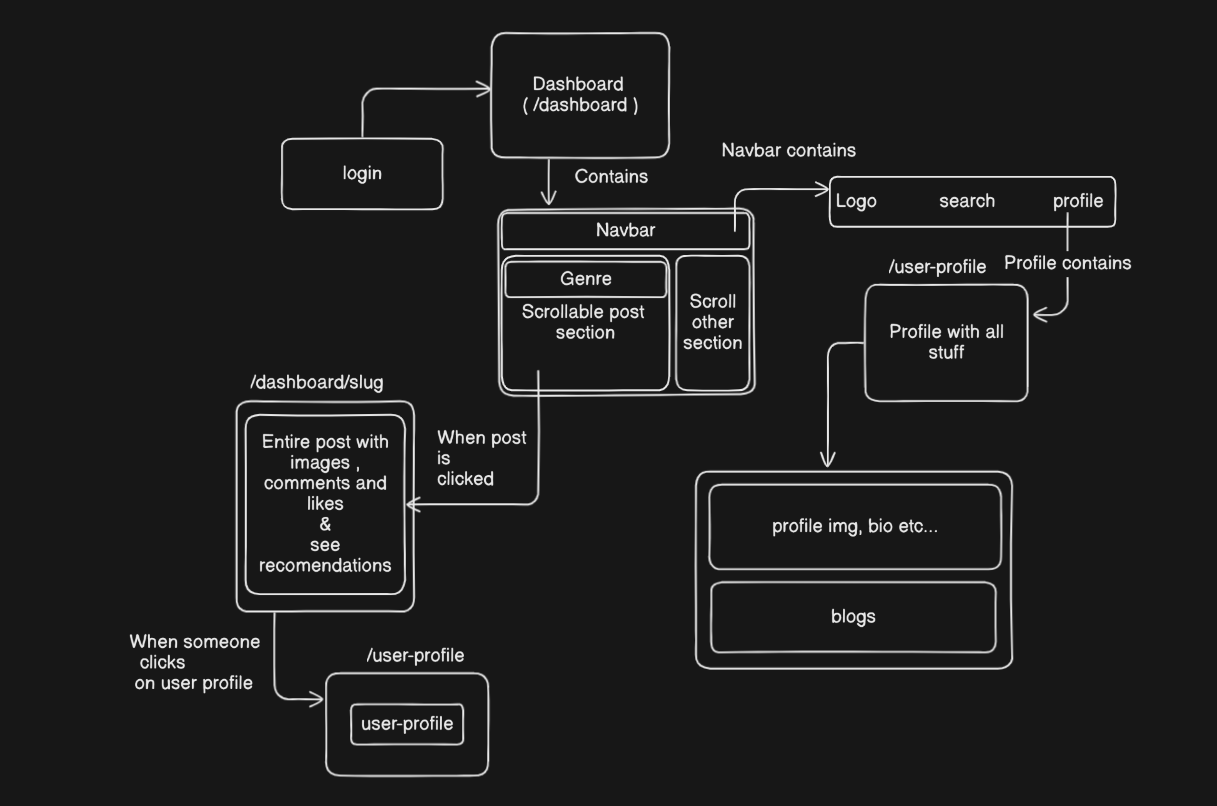 Dashboard
( /dashboard )
login
Contains
Navbar contains
Logo search profile
Navbar
Genre
Scrollable post
section
Scroll
other
section
/user-profile
Profile contains
Profile with all
stuff
/dashboard/slug
Entire post with
images ,
comments and
likes
&
see
recomendations
When post
is
clicked
profile img, bio etc...
blogs
When someone
clicks
on user profile
/user-profile
user-profile